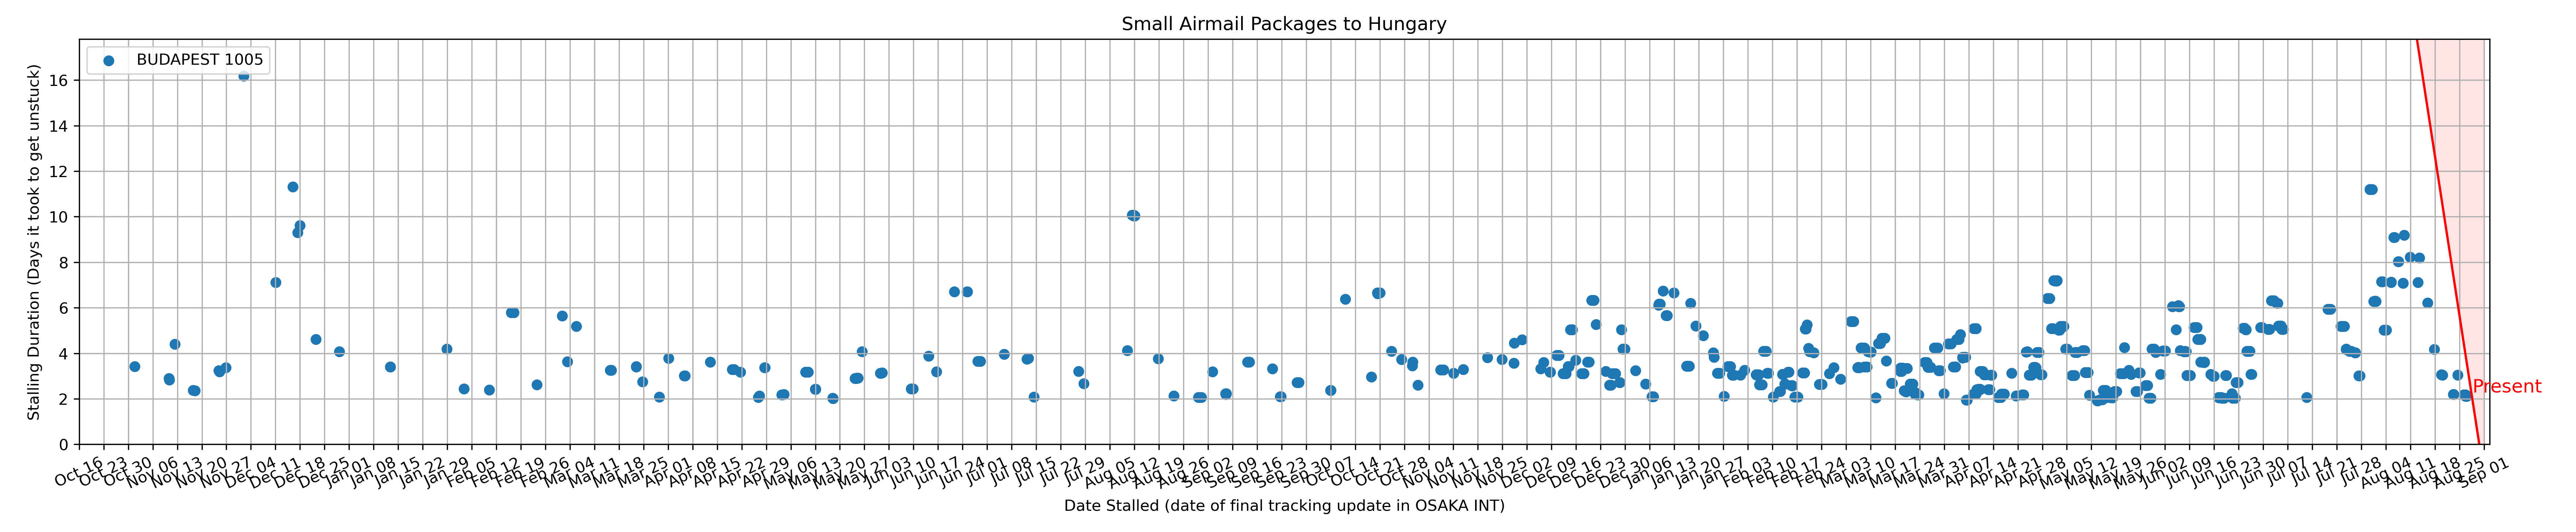 Small Airmail Packages to Hungary
BUDAPEST 1005
Stalling Duration (Days it took to get unstuck)
16
14
12
10
8
6
4
2
0
Present
Oct 16 Oct 23 Oct 30 Nov 06 Nov 13 Nov 20 Nov 27 Dec 04 Dec 11 Dec 18 Dec 25 Jan 01 Jan 08 Jan 15 Jan 22 Jan 29 Feb 05 Feb 12 Feb 19 Feb 26 Mar 04 Mar 11 Mar 18 Mar 25 Apr 01 Apr 08 Apr 15 Apr 22 Apr 29 May 06 May 13 May 20 May 27 Jun 03 Jun 10 Jun 17 Jun 24 Jul 01 Jul 08 Jul 15 Jul 22 Jul 29 Aug 05 Aug 12 Aug 19 Aug 26 Sep 02 Sep 09 Sep 16 Sep 23 Sep 30 Oct 07 Oct 14 Oct 21 Oct 28 Nov 04 Nov 11 Nov 18 Nov 25 Dec 02 Dec 09 Dec 16 Dec 23 Dec 30 Jan 06 Jan 13 Jan 20 Jan 27 Feb 03 Feb 10 Feb 17 Feb 24 Mar 03 Mar 10 Mar 17 Mar 24 Mar 31 Apr 07 Apr 14 Apr 21 Apr 28 May 05 May 12 May 19 May 26 Jun 02 Jun 09 Jun 16 Jun 23 Jun 30 Jul 07 Jul 14 Jul 21 Jul 28 Aug 04 Aug 11 Aug 18 Aug 25 Sep 01
Date Stalled (date of final tracking update in OSAKA INT)